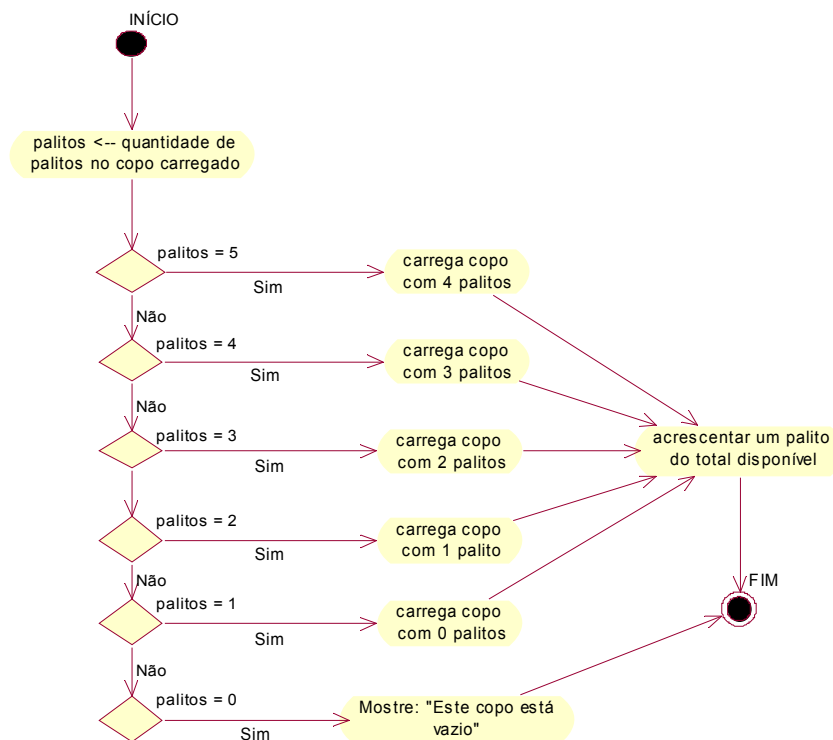 INÍCIO
palitos <-- quantidade de
palitos no copo carregado
palitos = 5
Sim
carrega copo
com 4 palitos
Não
palitos = 4
Sim
carrega copo
com 3 palitos
Não
palitos = 3
Sim
carrega copo
com 2 palitos
acrescentar um palito
do total disponível
palitos = 2
Sim
carrega copo
com 1 palito
Não
palitos = 1
Sim
carrega copo
com 0 palitos
FIM
Não
palitos = 0
Sim
Mostre: "Este copo está
vazio"